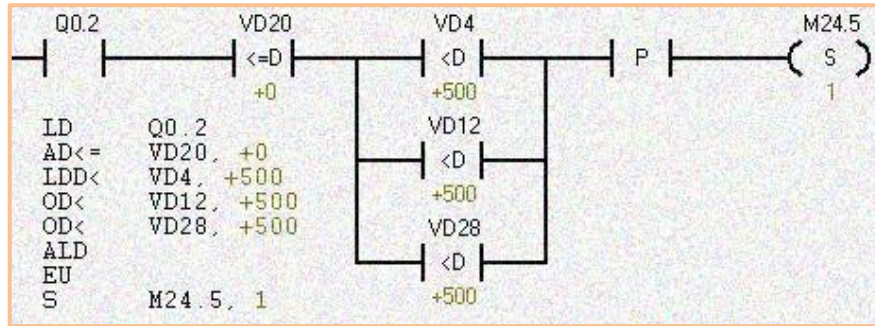 Q0.2 VD20 VD4 M24.5
<=D <D P S
+0 +500 1
VD12
<D
+500
VD28
<D
+500
LD Q0.2
AD<= VD20, +0
LDD< VD4, +500
OD< VD12, +500
OD< VD28, +500
ALD
EU
S M24.5, 1